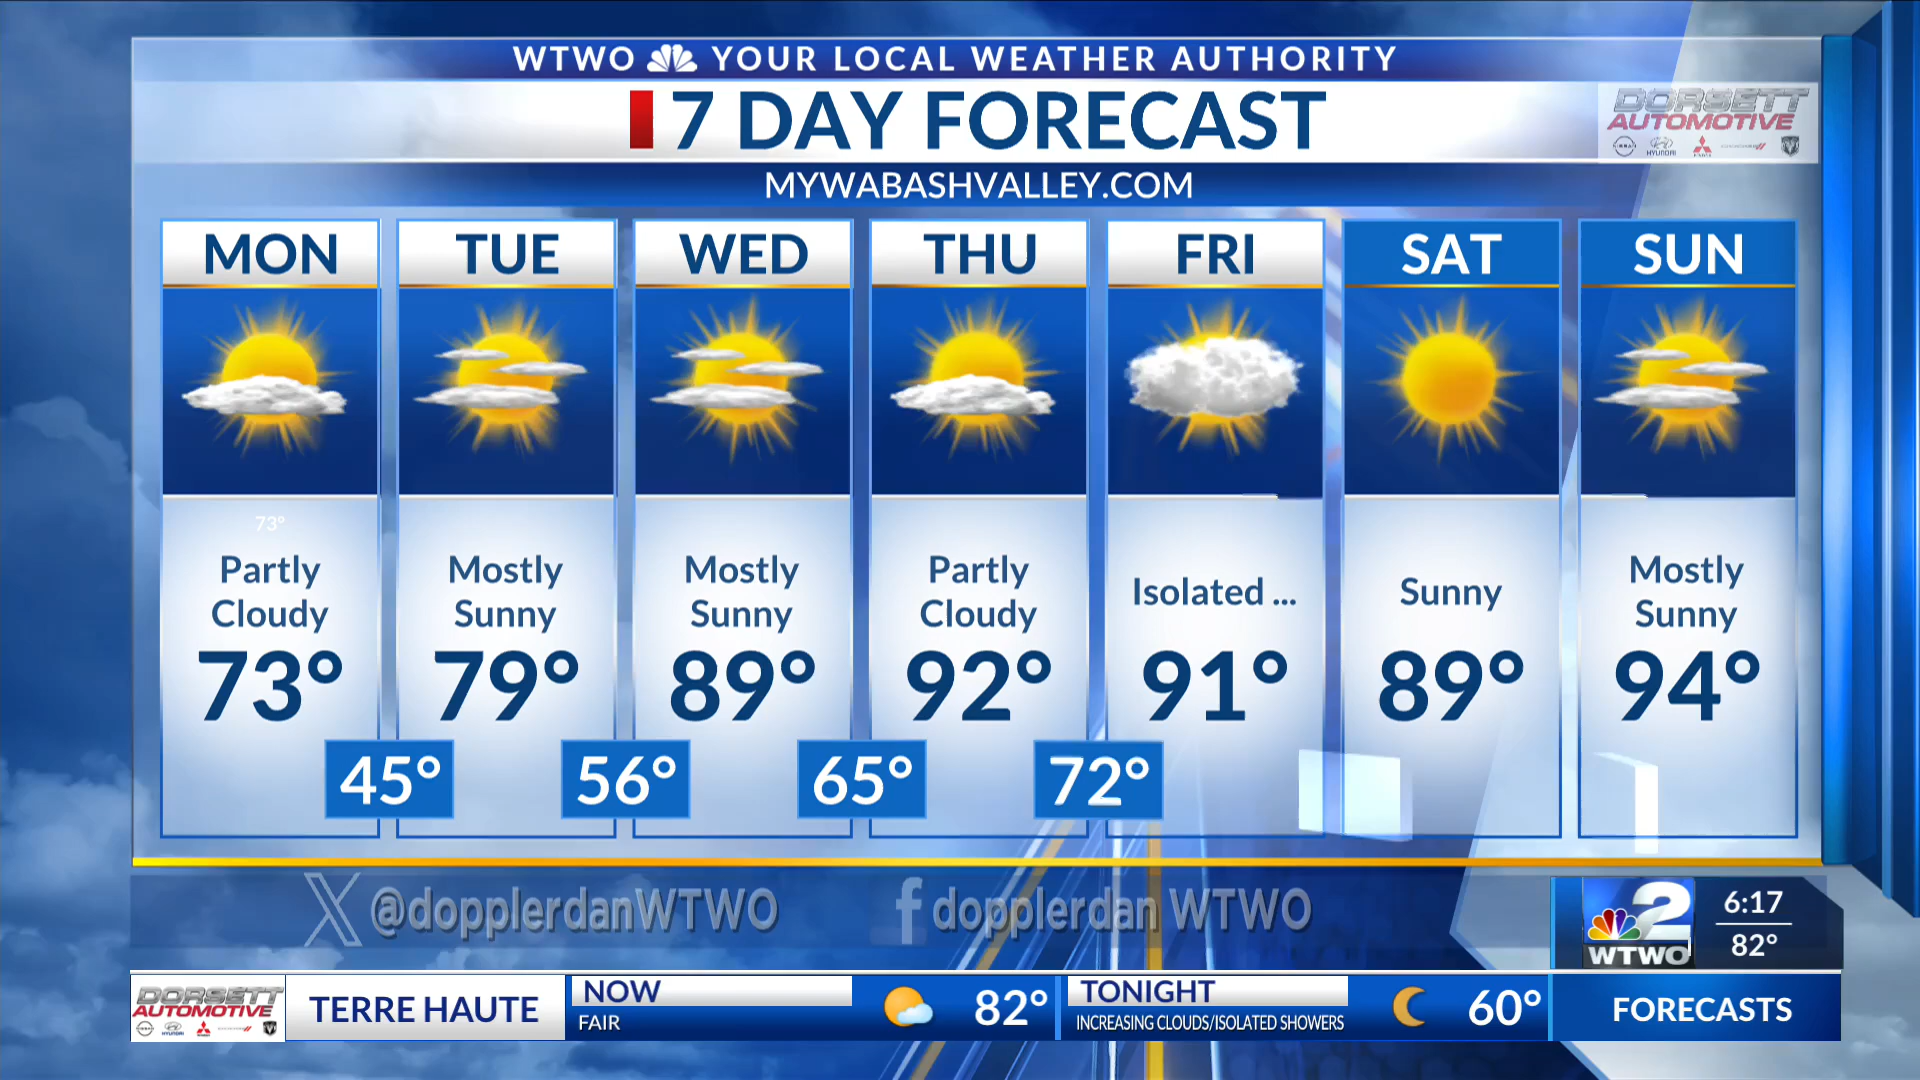 WTWO YOUR LOCAL WEATHER AUTHORITY
7 DAY FORECAST
DORSETT
AUTOMOTIVE
HYUNDAI
MYWABASHVALLEY.COM
MON
TUE
WED
THU
FRI
SAT
SUN
73°
Partly
Cloudy
73°
Mostly
Sunny
79°
Mostly
Sunny
89°
Partly
Cloudy
92°
Isolated ...
91°
Sunny
89°
Mostly
Sunny
94°
45°
56°
65°
72°
X @dopplerdanWTWO
f dopplerdan WTWO
2
WTWO
6:17
82°
DORSETT
AUTOMOTIVE
HYUNDAI
TERRE HAUTE
NOW
FAIR
82°
TONIGHT
INCREASING CLOUDS/ISOLATED SHOWERS
60°
FORECASTS